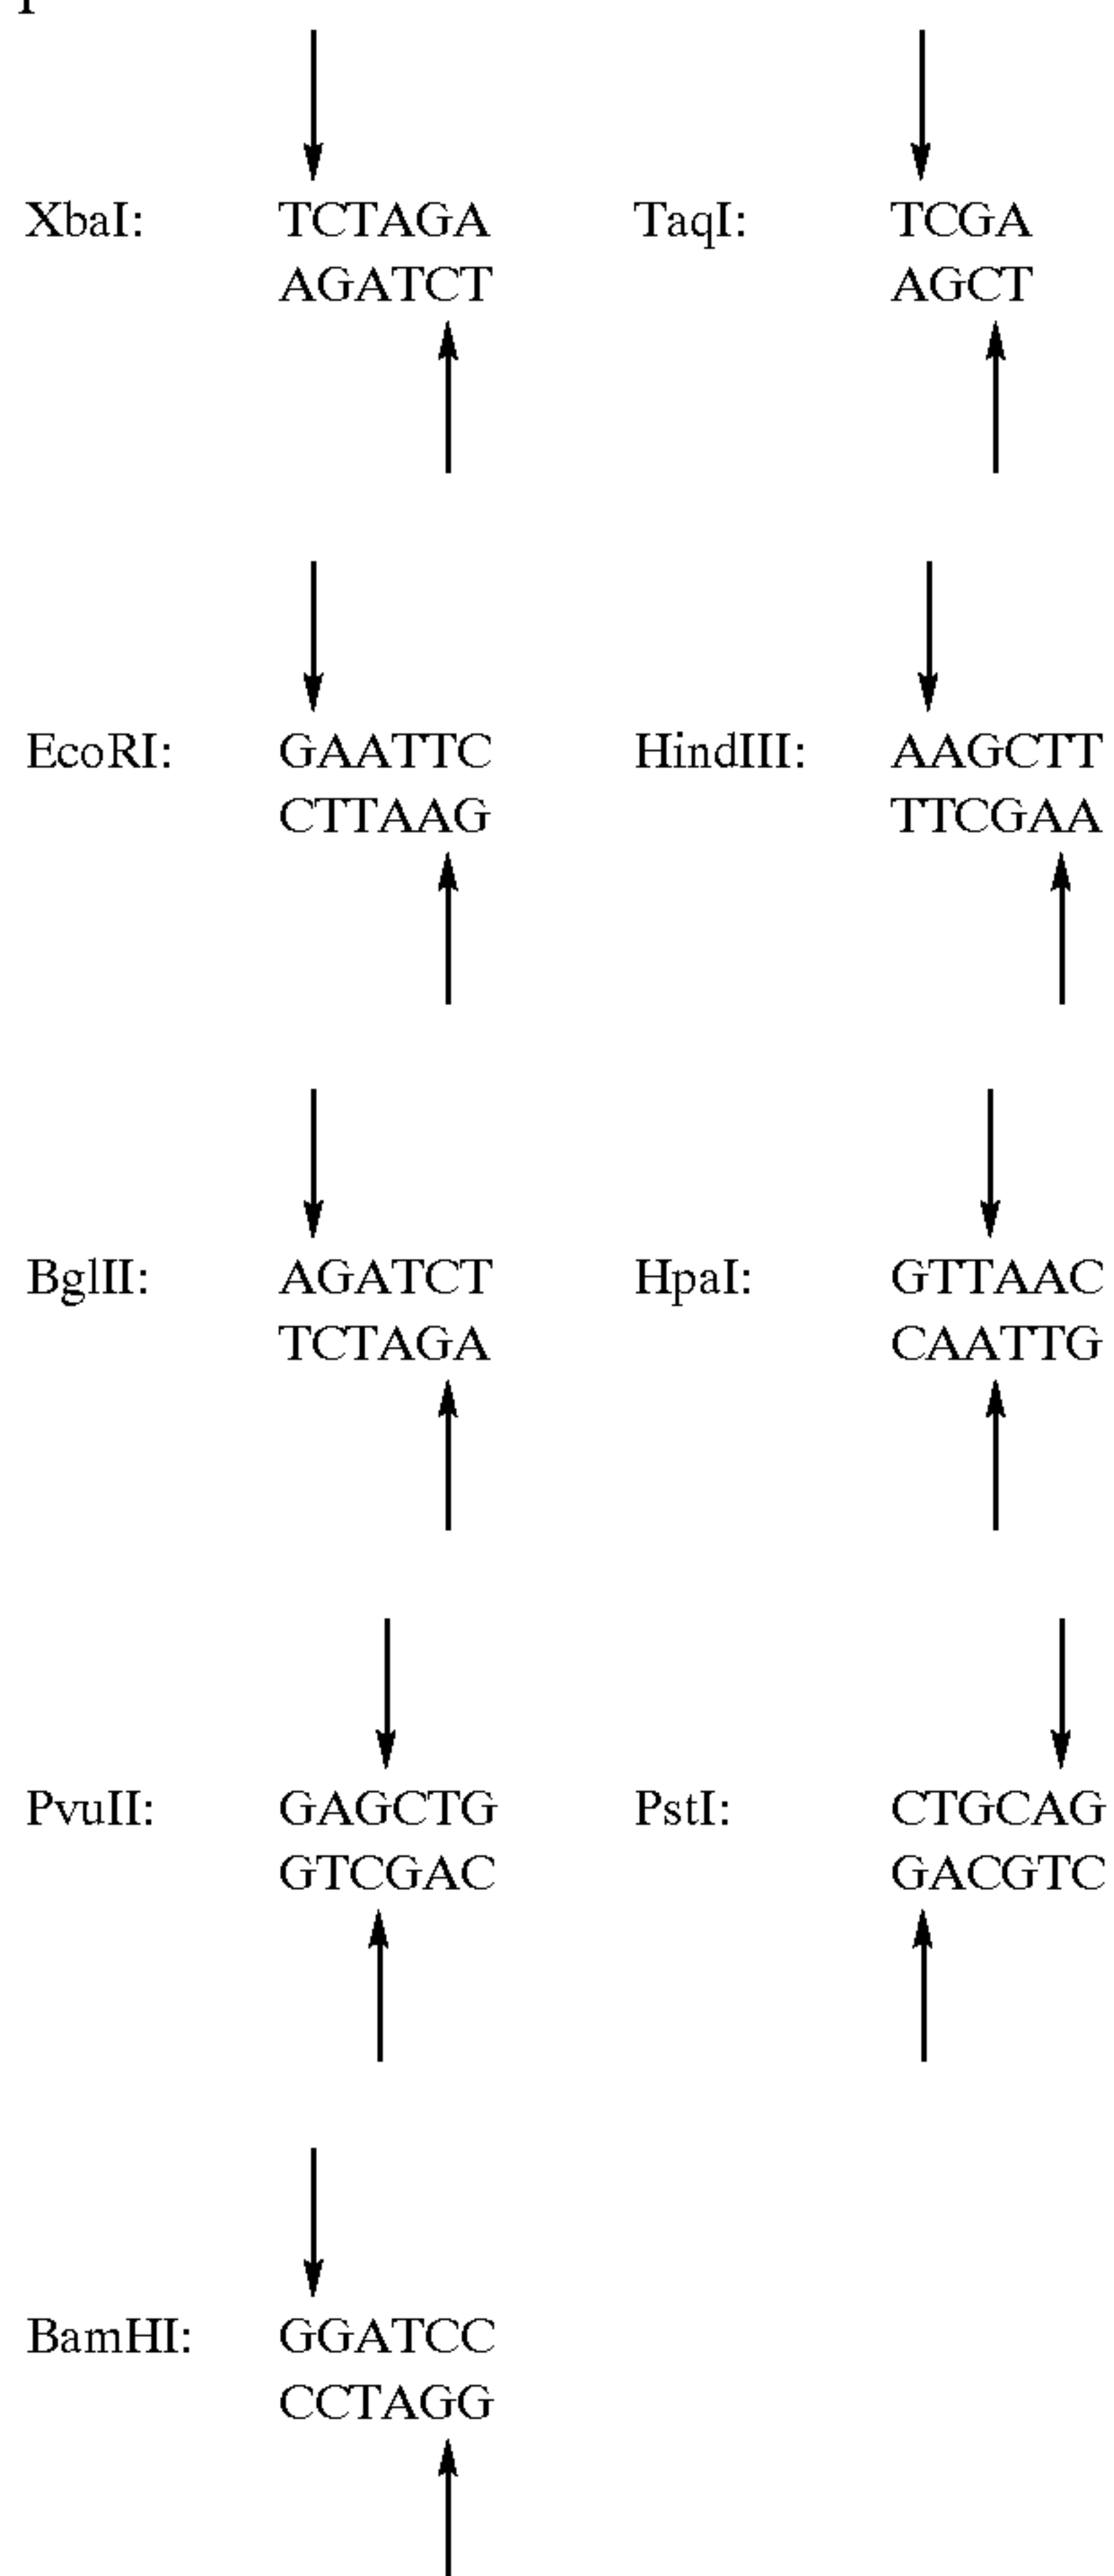 XbaI: TCTAGA TaqI: TCGA
AGATCT AGCT
EcoRI: GAATTC HindIII: AAGCTT
CTTAAG TTCGAA
BglII: AGATCT HpaI: GTTAAC
TCTAGA CAATTG
PvuII: GAGCTG PstI: CTGCAG
GTCGAC GACGTC
BamHI: GGATCC
CCTAGG